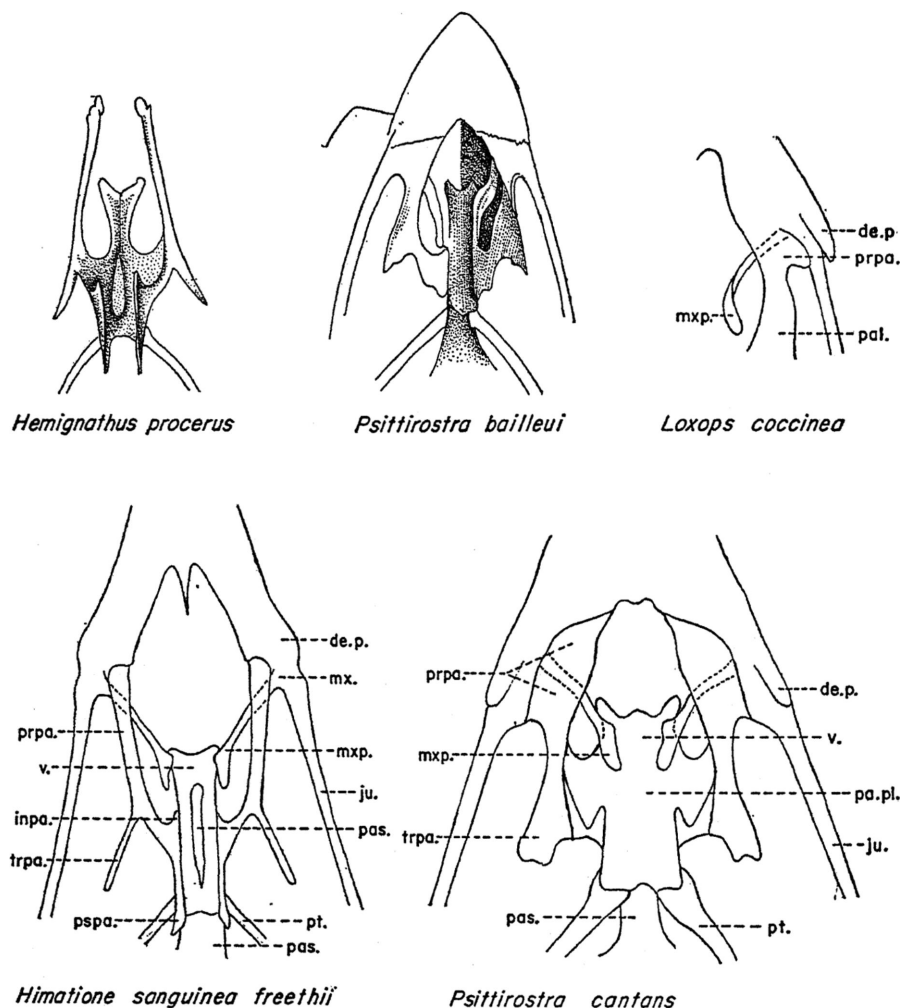 de.p.
prpa.
mxp.
pal.
Hemignathus procerus
Psittirostra bailleui
Loxops coccinea
de.p.
mx.
prpa.
mxp.
v.
ju.
inpa.
pas.
trpa.
pspa.
pt.
pas.
prpa.
de.p.
mxp.
v.
pa.pl.
trpa.
ju.
pas.
pt.
Himatione sanguinea freethii
Psittirostra cantans